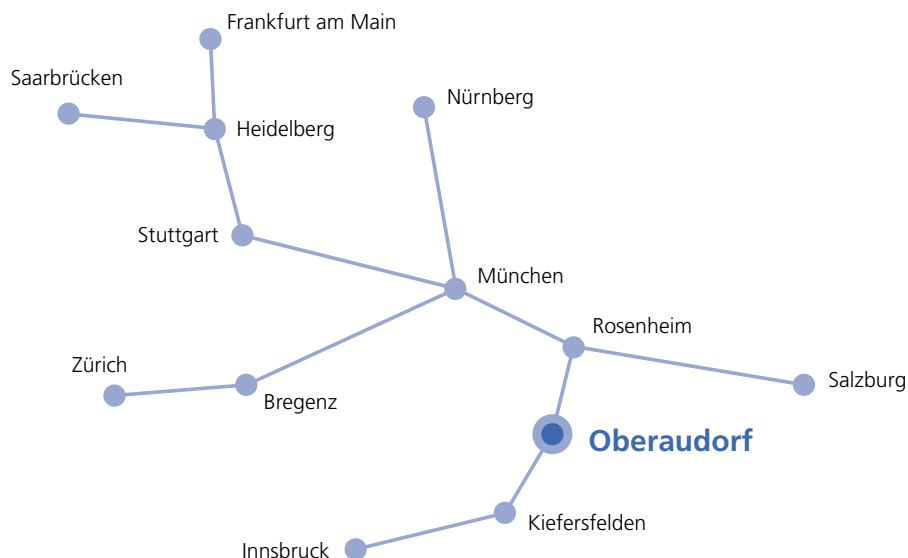 Frankfurt am Main
Saarbrücken
Nürnberg
Heidelberg
Stuttgart
München
Rosenheim
Zürich
Salzburg
Bregenz
Oberaudorf
Kiefersfelden
Innsbruck